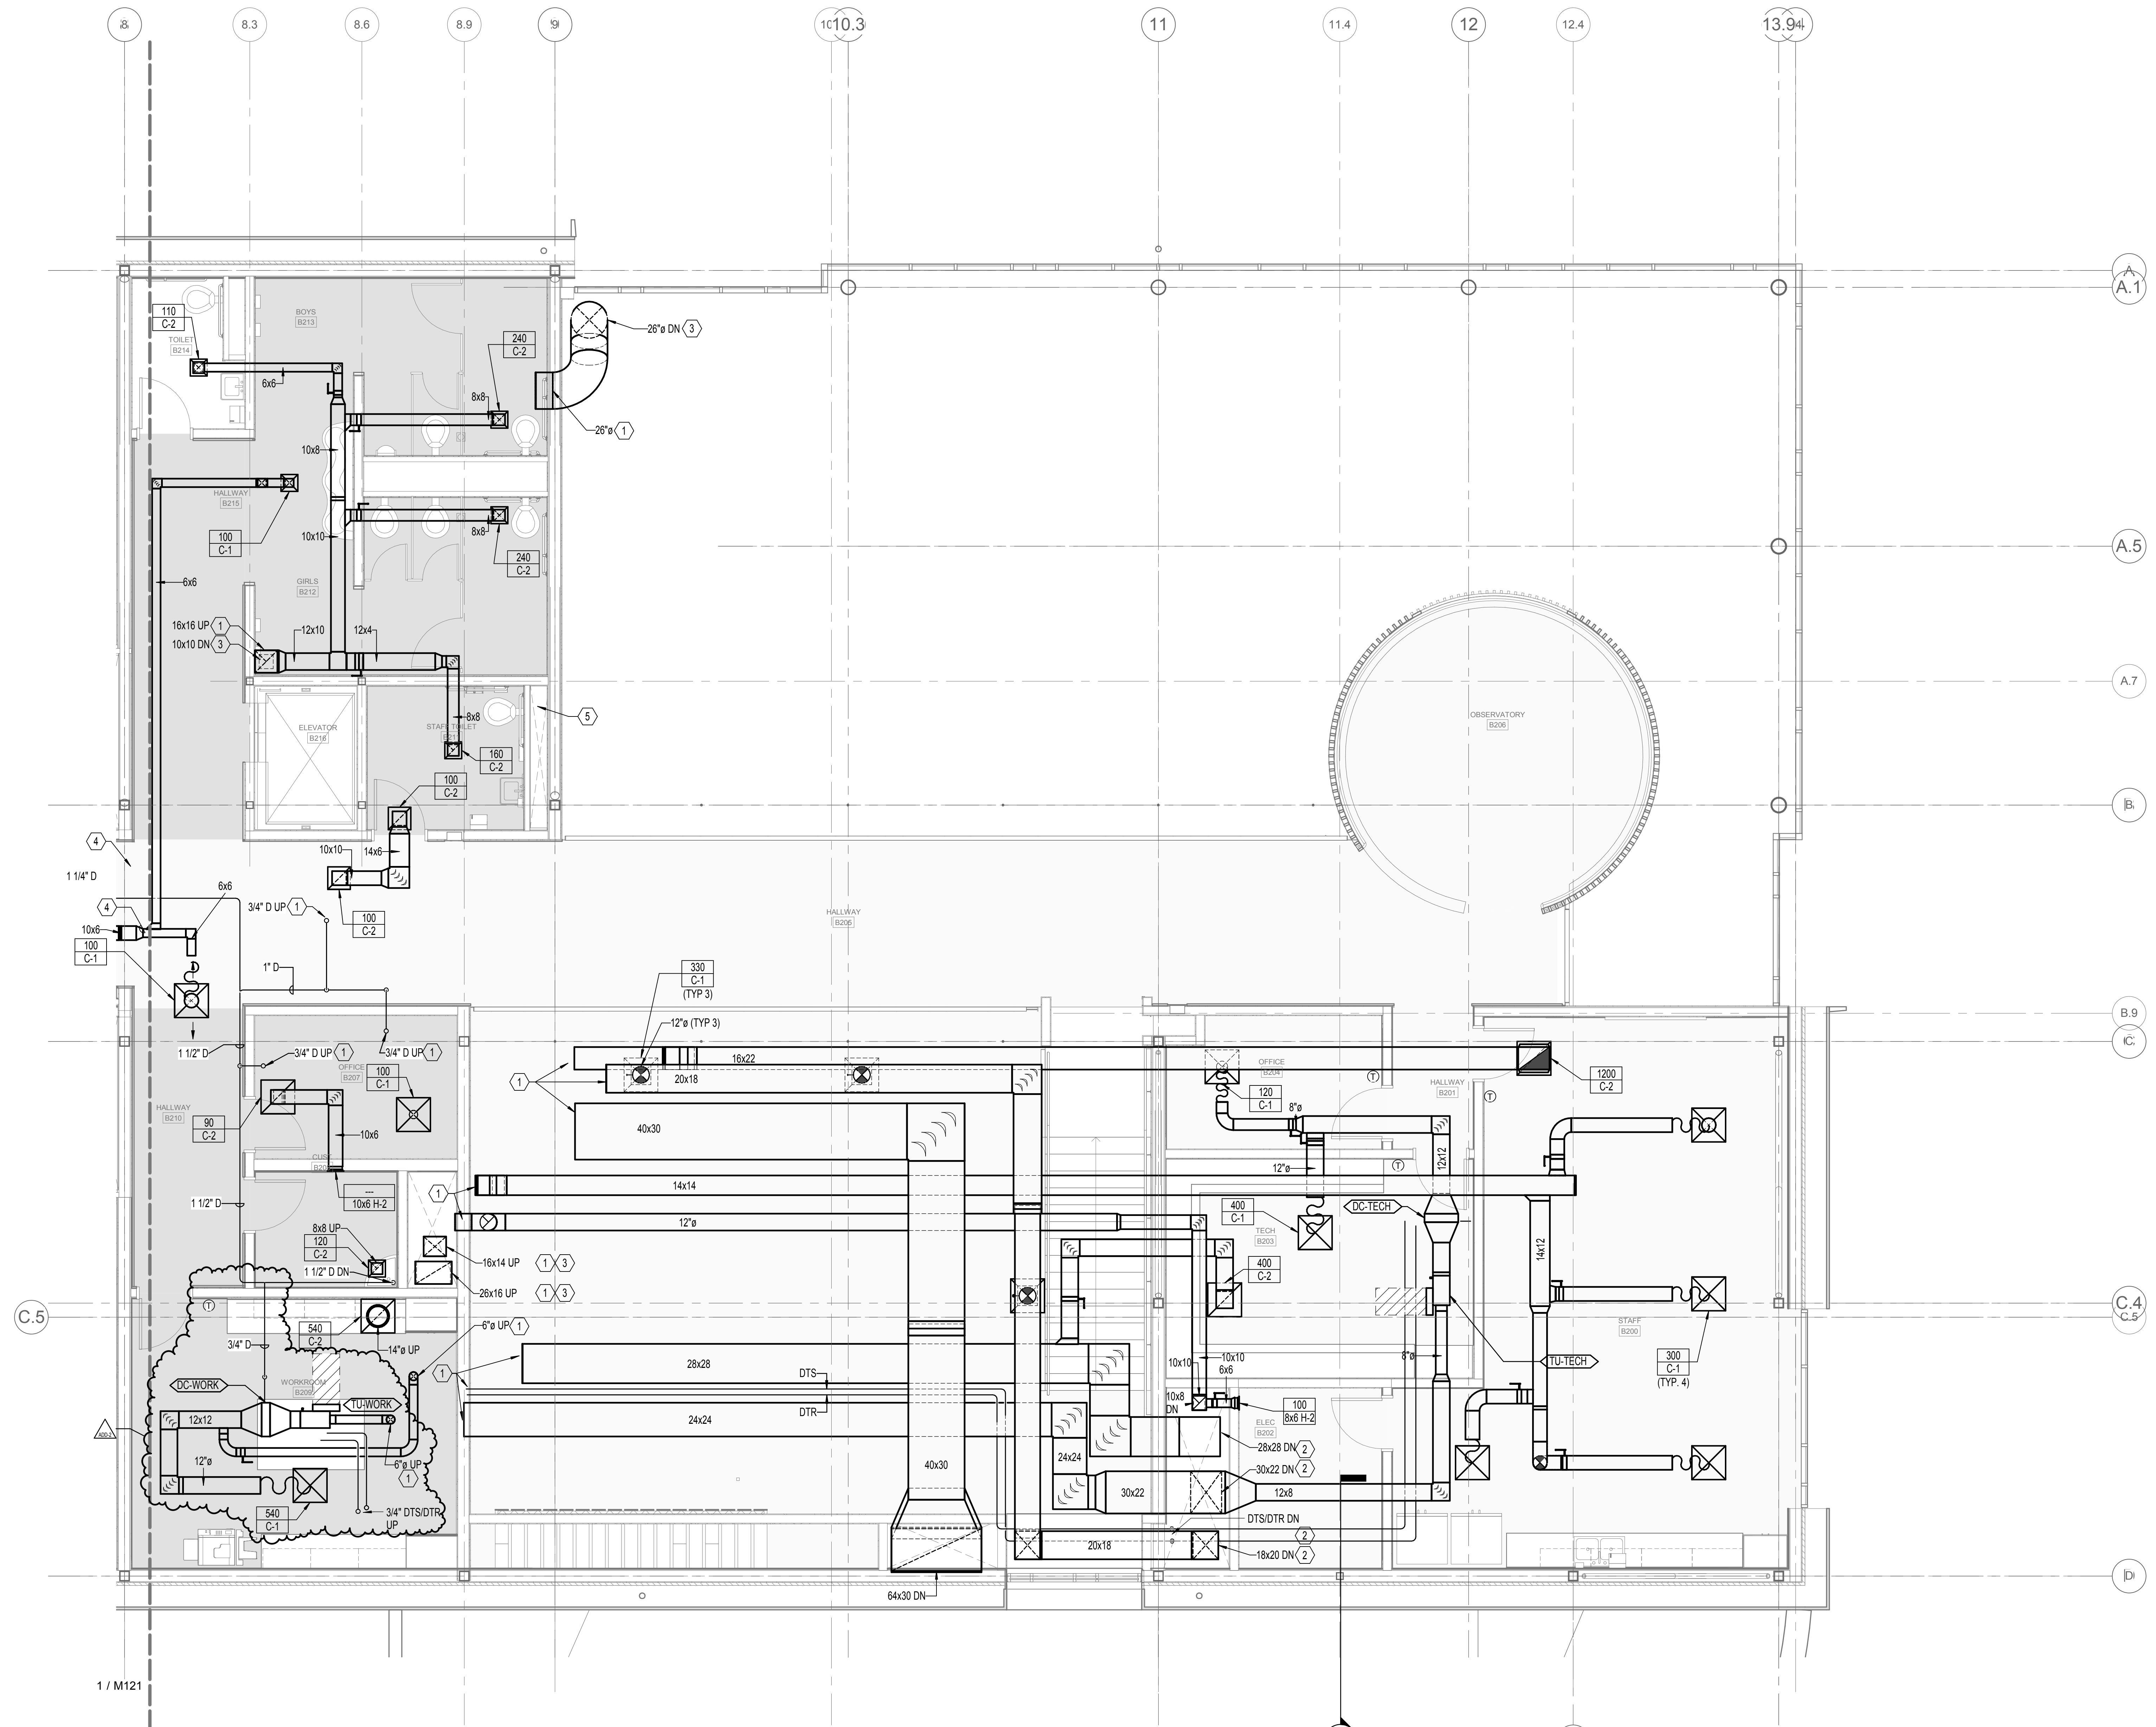 8
8.3
8.6
8.9
9
10.3
11
11.4
12
12.4
13.9
A
A.1
A.5
A.7
B
B.9
C
C.4
C.5
C.5
D
110
C-2
TOILET
B214
BOYS
B213
6x6
240
C-2
8x8
26"ø DN 3
26"ø 1
10x8
HALLWAY
B215
100
C-1
10x10
8x8
240
C-2
6x6
GIRLS
B212
16x16 UP 1
10x10 DN 3
12x10
12x4
ELEVATOR
B216
8x8
5
160
C-2
100
C-2
OBSERVATORY
B206
4
1 1/4" D
10x10
14x6
6x6
3/4" D UP 1
100
C-2
4
10x6
100
C-1
HALLWAY
B205
1" D
330
C-1
(TYP 3)
12"ø (TYP 3)
1 1/2" D
3/4" D UP 1
3/4" D UP 1
OFFICE
B207
100
C-1
1
16x22
20x18
OFFICE
B204
120
C-1
T
HALLWAY
B201
T
1200
C-2
HALLWAY
B210
90
C-2
10x6
40x30
8"ø
12"ø
12x12
T
---
10x6 H-2
1
14x14
1 1/2" D
12"ø
400
C-1
TECH
B203
DC-TECH
8x8 UP
120
C-2
1 1/2" D DN
16x14 UP 1 3
26x16 UP 1 3
400
C-2
14x12
T
540
C-2
14"ø UP
6"ø UP 1
3/4" D
STAFF
B200
TU-TECH
300
C-1
(TYP. 4)
WORKROOM
B209
DC-WORK
TU-WORK
1
28x28
DTS
DTR
10x10
10x10
6x6
8"ø
10x8
DN
100
8x6 H-2
ELEC
B202
ADD-2
12x12
24x24
12"ø
6"ø UP
1
40x30
24x24
28x28 DN 2
30x22 DN 2
30x22
12x8
540
C-1
3/4" DTS/DTR
UP
DTS/DTR DN 2
20x18
18x20 DN 2
64x30 DN
1 / M121